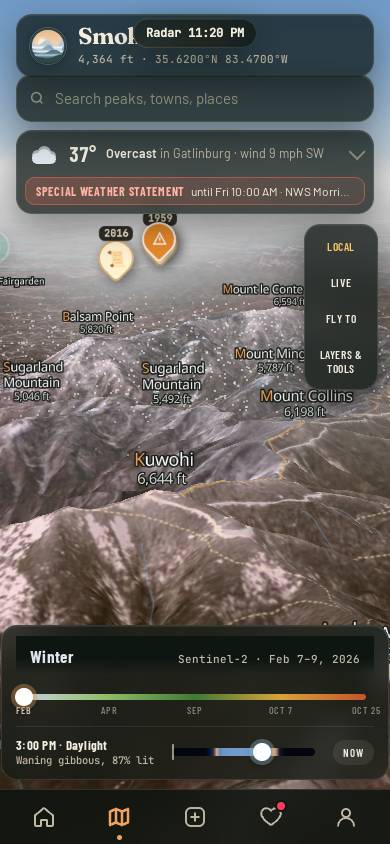 Radar 11:20 PM
4,364 ft · 35.6200°N 83.4700°W
Search peaks, towns, places
37° Overcast in Gatlinburg · wind 9 mph SW
SPECIAL WEATHER STATEMENT until Fri 10:00 AM · NWS Morri...
1959
2016
LOCAL
LIVE
FLY TO
LAYERS &
TOOLS
Fairgarden
Mount le Conte
6,594 ft
Balsam Point
5,820 ft
Mount Ming
5,787 ft
Sugarland
Mountain
5,046 ft
Sugarland
Mountain
5,492 ft
Mount Collins
6,198 ft
Kuwohi
6,644 ft
Winter
Sentinel-2 · Feb 7–9, 2026
FEB APR SEP OCT 7 OCT 25
3:00 PM · Daylight
Waning gibbous, 87% lit
NOW